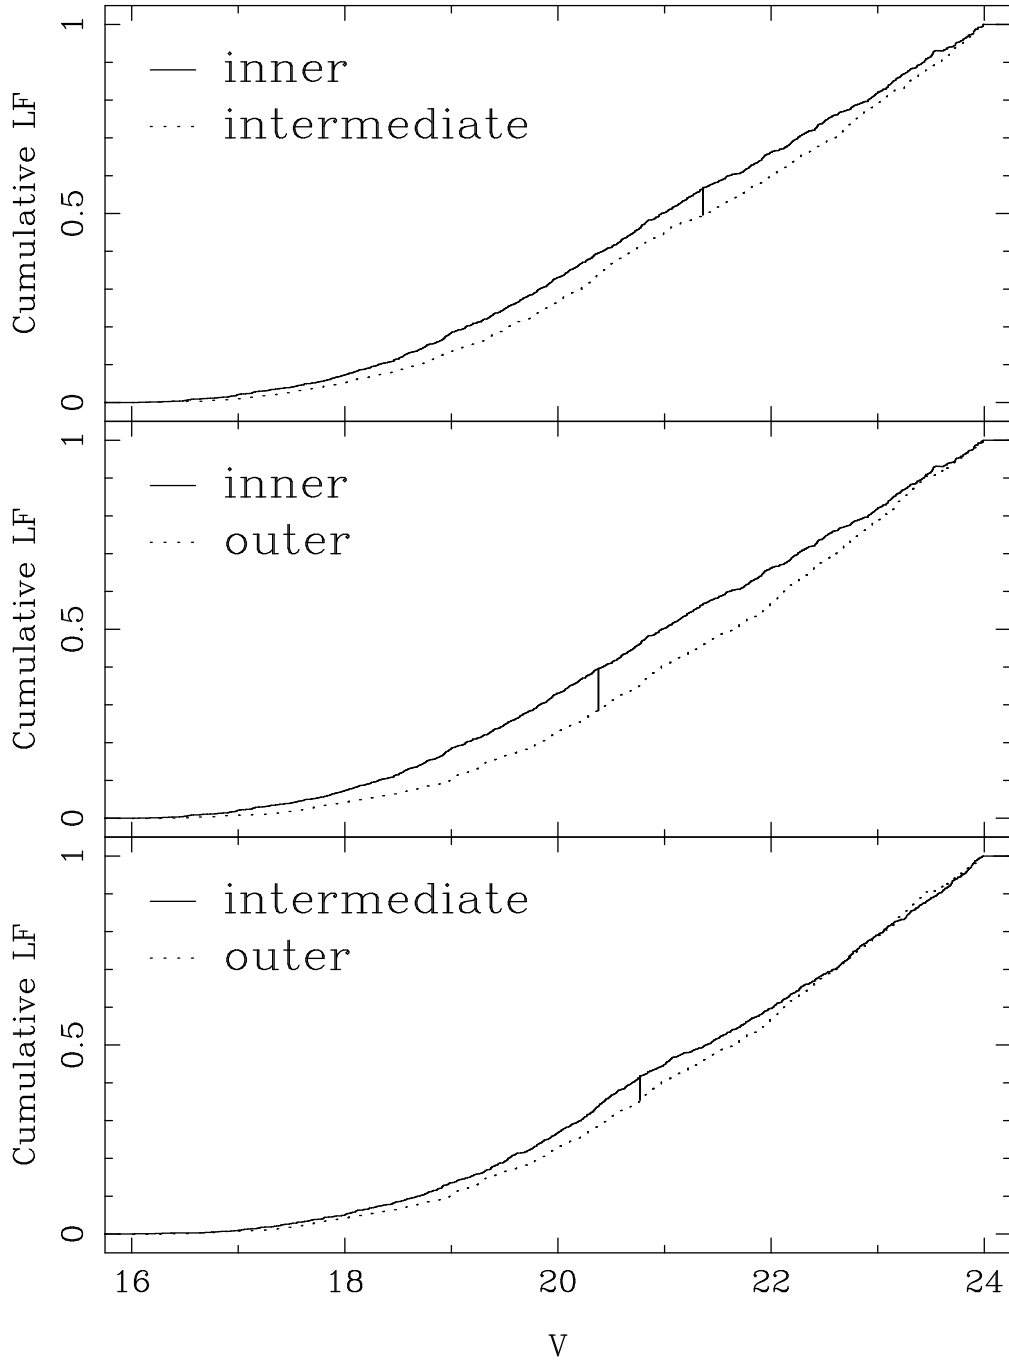 Cumulative LF
1
0.5
0
inner
intermediate
Cumulative LF
1
0.5
0
inner
outer
Cumulative LF
1
0.5
0
intermediate
outer
16 18 20 22 24
V